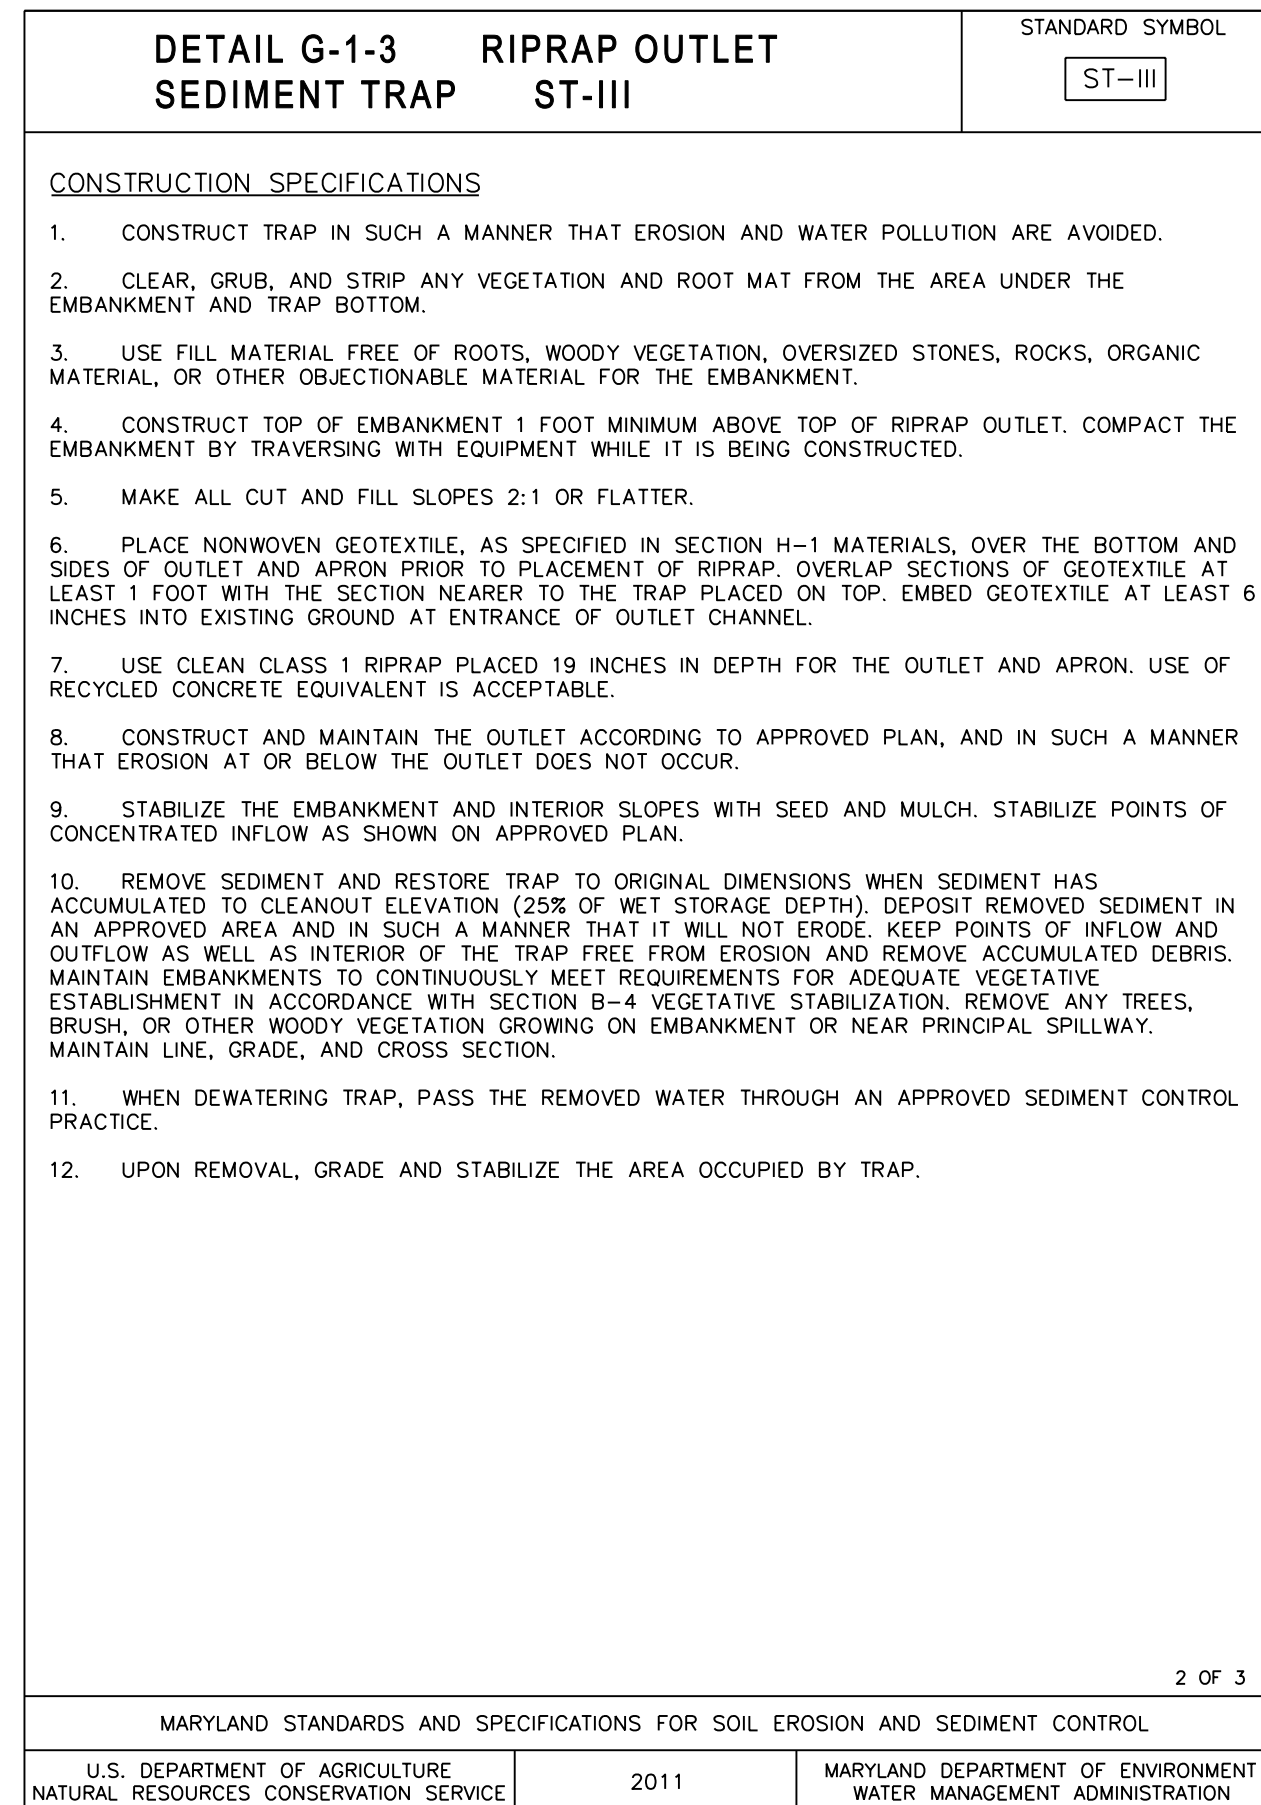 DETAIL G-1-3 RIPRAP OUTLET
SEDIMENT TRAP ST-III
STANDARD SYMBOL
ST-III
CONSTRUCTION SPECIFICATIONS
1. CONSTRUCT TRAP IN SUCH A MANNER THAT EROSION AND WATER POLLUTION ARE AVOIDED.
2. CLEAR, GRUB, AND STRIP ANY VEGETATION AND ROOT MAT FROM THE AREA UNDER THE
EMBANKMENT AND TRAP BOTTOM.
3. USE FILL MATERIAL FREE OF ROOTS, WOODY VEGETATION, OVERSIZED STONES, ROCKS, ORGANIC
MATERIAL, OR OTHER OBJECTIONABLE MATERIAL FOR THE EMBANKMENT.
4. CONSTRUCT TOP OF EMBANKMENT 1 FOOT MINIMUM ABOVE TOP OF RIPRAP OUTLET. COMPACT THE
EMBANKMENT BY TRAVERSING WITH EQUIPMENT WHILE IT IS BEING CONSTRUCTED.
5. MAKE ALL CUT AND FILL SLOPES 2:1 OR FLATTER.
6. PLACE NONWOVEN GEOTEXTILE, AS SPECIFIED IN SECTION H-1 MATERIALS, OVER THE BOTTOM AND
SIDES OF OUTLET AND APRON PRIOR TO PLACEMENT OF RIPRAP. OVERLAP SECTIONS OF GEOTEXTILE AT
LEAST 1 FOOT WITH THE SECTION NEARER TO THE TRAP PLACED ON TOP. EMBED GEOTEXTILE AT LEAST 6
INCHES INTO EXISTING GROUND AT ENTRANCE OF OUTLET CHANNEL.
7. USE CLEAN CLASS 1 RIPRAP PLACED 19 INCHES IN DEPTH FOR THE OUTLET AND APRON. USE OF
RECYCLED CONCRETE EQUIVALENT IS ACCEPTABLE.
8. CONSTRUCT AND MAINTAIN THE OUTLET ACCORDING TO APPROVED PLAN, AND IN SUCH A MANNER
THAT EROSION AT OR BELOW THE OUTLET DOES NOT OCCUR.
9. STABILIZE THE EMBANKMENT AND INTERIOR SLOPES WITH SEED AND MULCH. STABILIZE POINTS OF
CONCENTRATED INFLOW AS SHOWN ON APPROVED PLAN.
10. REMOVE SEDIMENT AND RESTORE TRAP TO ORIGINAL DIMENSIONS WHEN SEDIMENT HAS
ACCUMULATED TO CLEANOUT ELEVATION (25% OF WET STORAGE DEPTH). DEPOSIT REMOVED SEDIMENT IN
AN APPROVED AREA AND IN SUCH A MANNER THAT IT WILL NOT ERODE. KEEP POINTS OF INFLOW AND
OUTFLOW AS WELL AS INTERIOR OF THE TRAP FREE FROM EROSION AND REMOVE ACCUMULATED DEBRIS.
MAINTAIN EMBANKMENTS TO CONTINUOUSLY MEET REQUIREMENTS FOR ADEQUATE VEGETATIVE
ESTABLISHMENT IN ACCORDANCE WITH SECTION B-4 VEGETATIVE STABILIZATION. REMOVE ANY TREES,
BRUSH, OR OTHER WOODY VEGETATION GROWING ON EMBANKMENT OR NEAR PRINCIPAL SPILLWAY.
MAINTAIN LINE, GRADE, AND CROSS SECTION.
11. WHEN DEWATERING TRAP, PASS THE REMOVED WATER THROUGH AN APPROVED SEDIMENT CONTROL
PRACTICE.
12. UPON REMOVAL, GRADE AND STABILIZE THE AREA OCCUPIED BY TRAP.
2 OF 3
MARYLAND STANDARDS AND SPECIFICATIONS FOR SOIL EROSION AND SEDIMENT CONTROL
U.S. DEPARTMENT OF AGRICULTURE
NATURAL RESOURCES CONSERVATION SERVICE
2011
MARYLAND DEPARTMENT OF ENVIRONMENT
WATER MANAGEMENT ADMINISTRATION